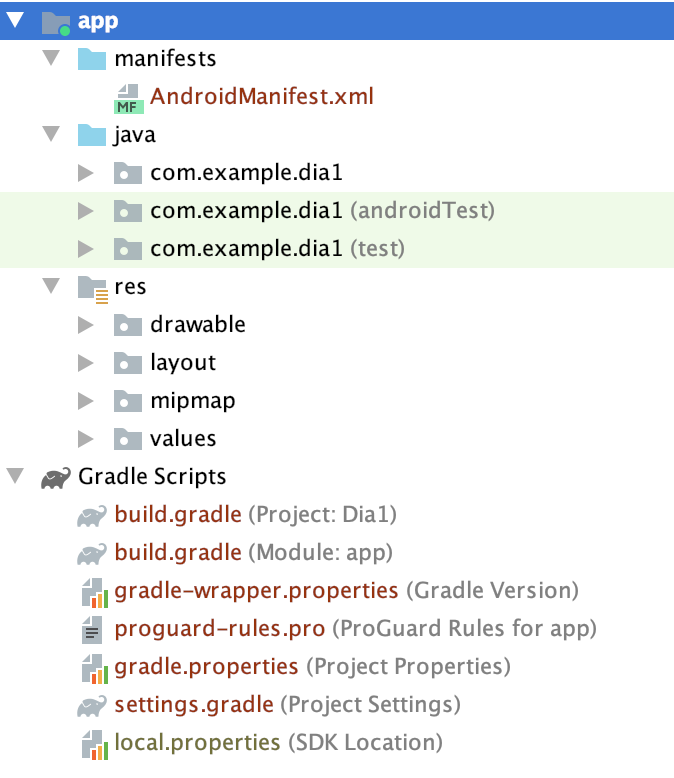 app
manifests
MF AndroidManifest.xml
java
com.example.dia1
com.example.dia1 (androidTest)
com.example.dia1 (test)
res
drawable
layout
mipmap
values
Gradle Scripts
build.gradle (Project: Dia1)
build.gradle (Module: app)
gradle-wrapper.properties (Gradle Version)
proguard-rules.pro (ProGuard Rules for app)
gradle.properties (Project Properties)
settings.gradle (Project Settings)
local.properties (SDK Location)